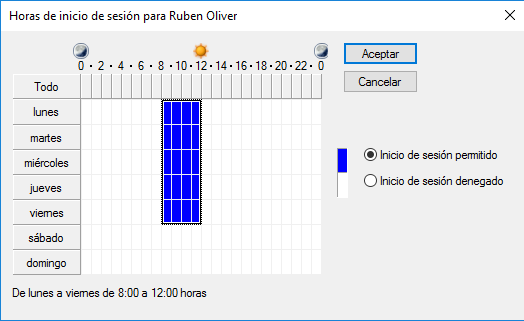 Horas de inicio de sesión para Ruben Oliver
0 · 2 · 4 · 6 · 8 · 10 · 12 · 14 · 16 · 18 · 20 · 22 · 0
Aceptar
Cancelar
Todo
lunes
martes
miércoles
jueves
viernes
sábado
domingo
Inicio de sesión permitido
Inicio de sesión denegado
De lunes a viernes de 8:00 a 12:00 horas